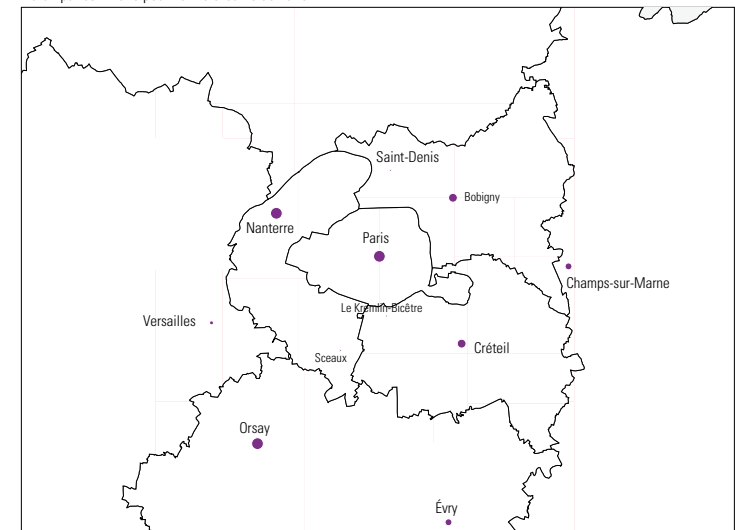 Saint-Denis
Bobigny
Nanterre
Paris
Champs-sur-Marne
Le Kremlin-Bicêtre
Versailles
Créteil
Sceaux
Orsay
Évry